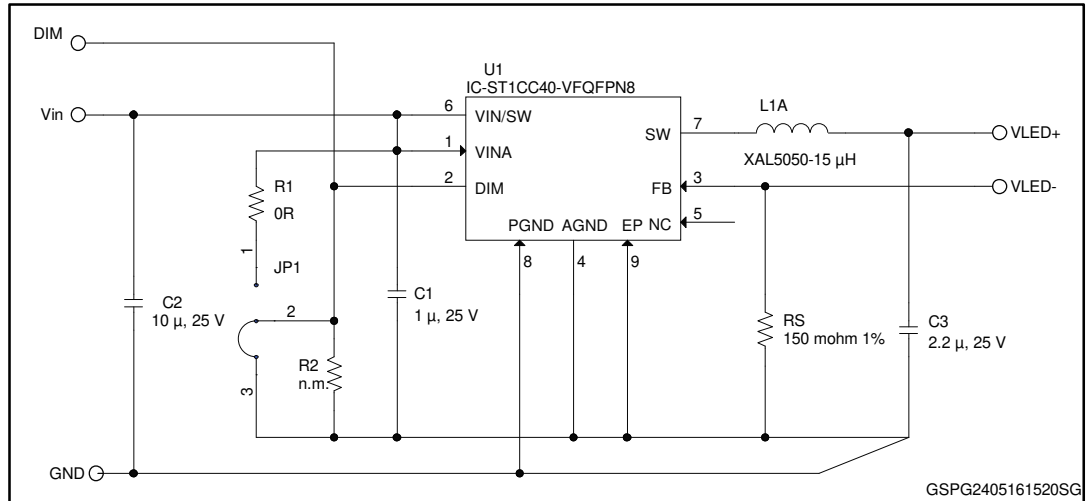 DIM
U1
IC-ST1CC40-VFQFPN8
Vin
6
VIN/SW
L1A
SW
7
VLED+
1
VINA
XAL5050-15 µH
2
DIM
FB
3
VLED-
R1
0R
PGND
AGND
EP
NC
5
8
4
9
1
JP1
C2
10 µ, 25 V
C1
1 µ, 25 V
2
RS
150 mohm 1%
C3
2.2 µ, 25 V
R2
n.m.
3
GND
GSPG2405161520SG